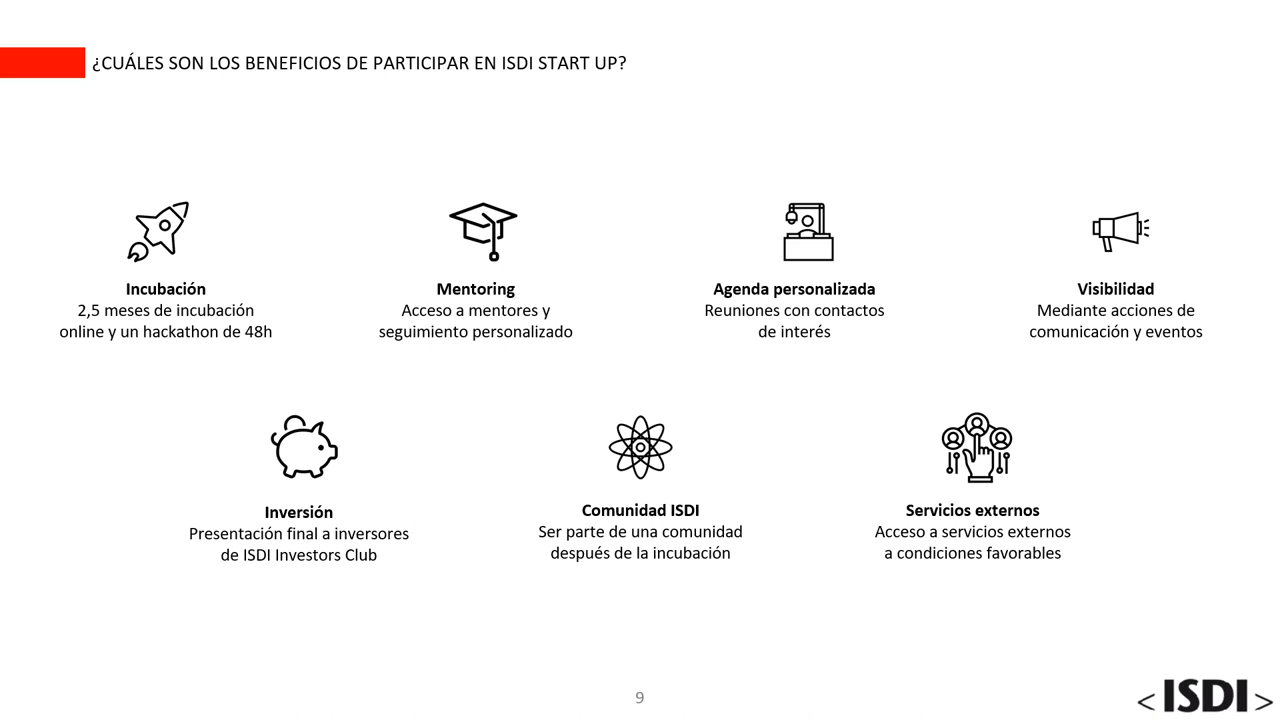 ¿CUÁLES SON LOS BENEFICIOS DE PARTICIPAR EN ISDI START UP?
Incubación
2,5 meses de incubación
online y un hackathon de 48h
Mentoring
Acceso a mentores y
seguimiento personalizado
Agenda personalizada
Reuniones con contactos
de interés
Visibilidad
Mediante acciones de
comunicación y eventos
Inversión
Presentación final a inversores
de ISDI Investors Club
Comunidad ISDI
Ser parte de una comunidad
después de la incubación
Servicios externos
Acceso a servicios externos
a condiciones favorables
9
<ISDI>